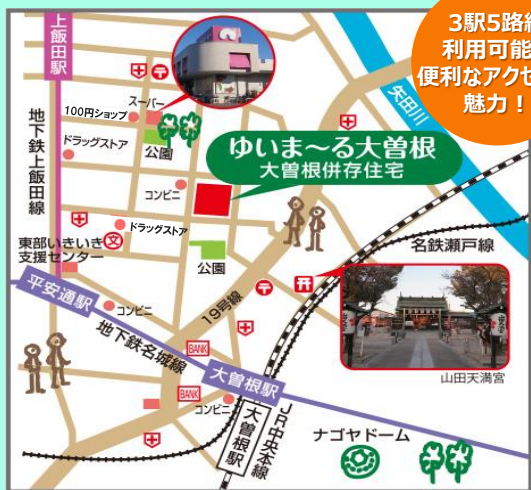 3駅5路線
利用可能
便利なアクセ
魅力！
上飯田駅
地下鉄上飯田線
スーパー
100円ショップ
ドラッグストア
公園
矢田川
ゆいま～る大曽根
大曽根併存住宅
コンビニ
ドラッグストア
文
東部いきいき
支援センター
公園
名鉄瀬戸線
平安通駅
コンビニ
地下鉄名城線
19号線
BANK
大曽根駅
BANK
コンビニ
大曽根駅
JR中央本線
山田天満宮
ナゴヤドーム